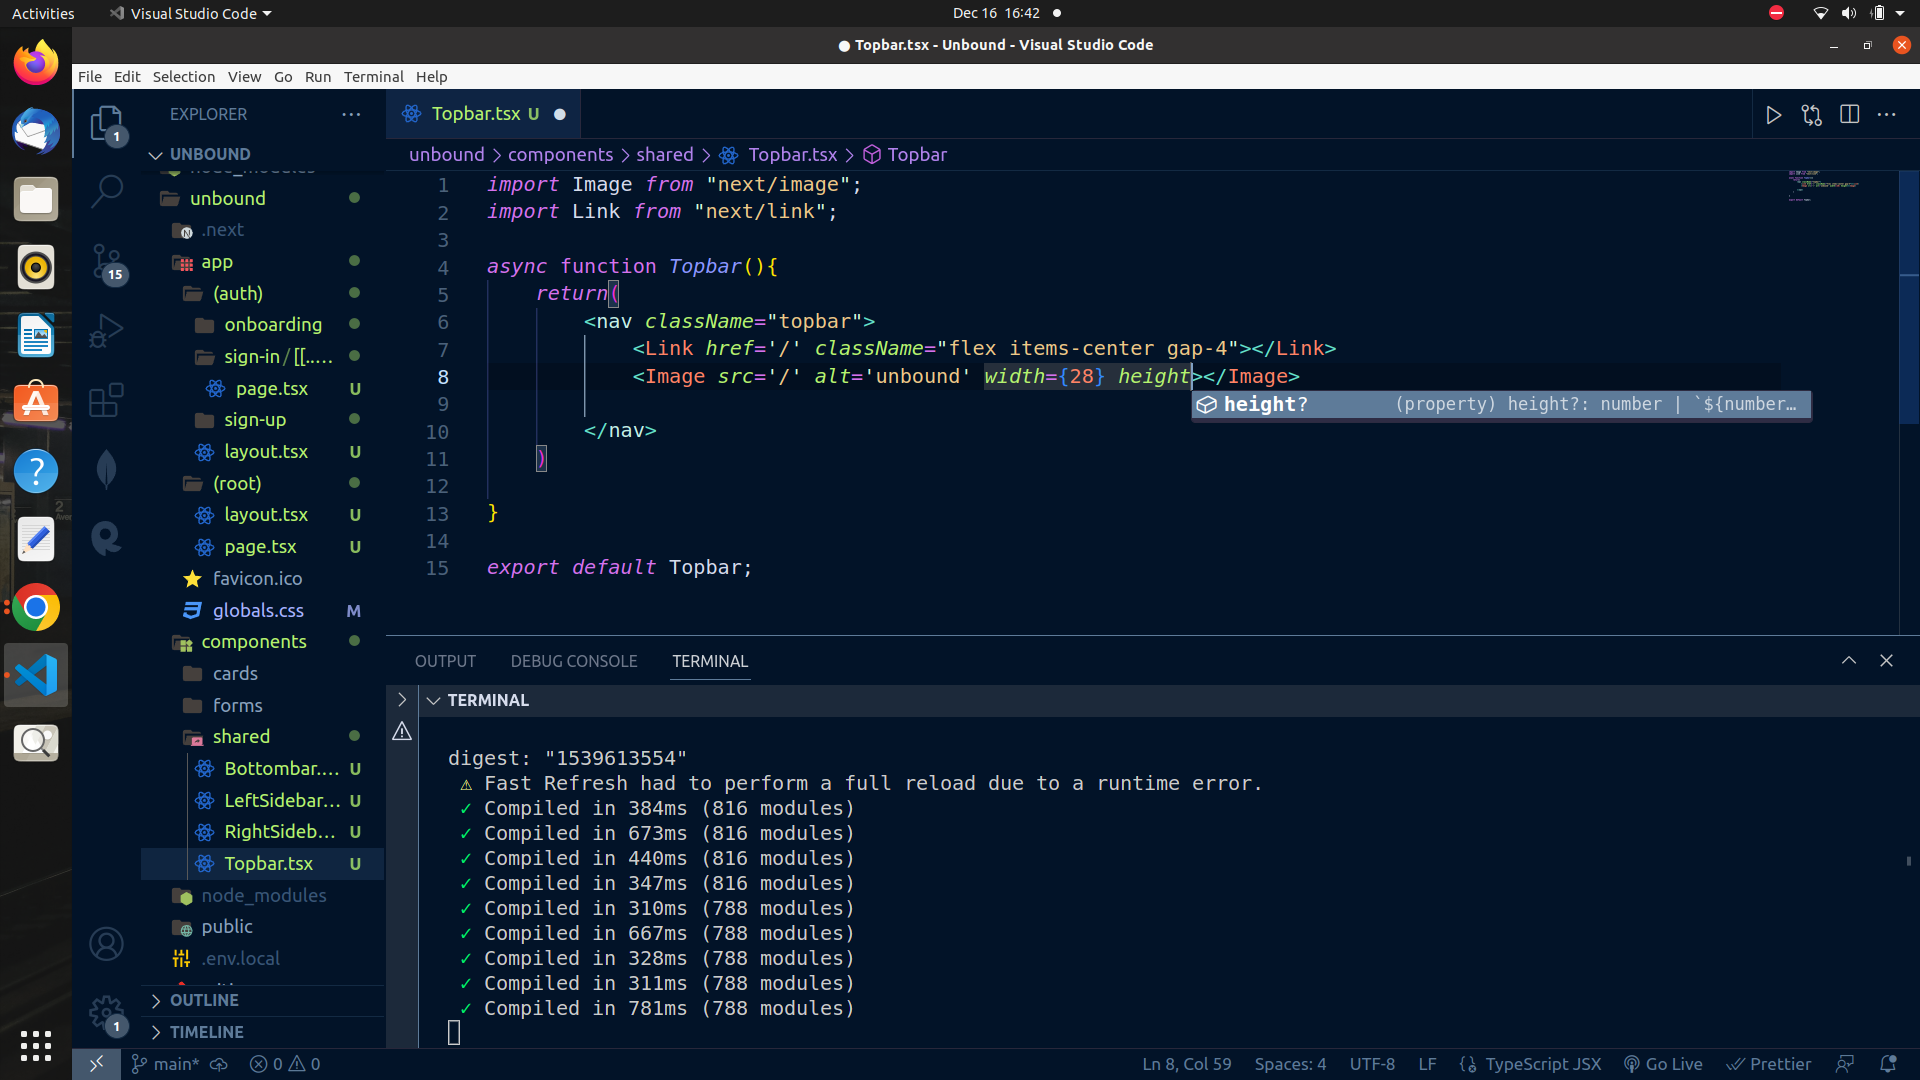 Activities Visual Studio Code Dec 16 16:42
Topbar.tsx - Unbound - Visual Studio Code
File Edit Selection View Go Run Terminal Help
EXPLORER
Topbar.tsx U
UNBOUND
unbound components shared Topbar.tsx Topbar
unbound
.next
app
(auth)
onboarding
sign-in/[[.…
page.tsx U
sign-up
layout.tsx U
(root)
layout.tsx U
page.tsx U
favicon.ico
globals.css M
components
cards
forms
shared
Bottombar.… U
LeftSidebar… U
RightSideb… U
Topbar.tsx U
node_modules
public
.env.local
OUTLINE
TIMELINE
1
15
1
1 import Image from "next/image";
2 import Link from "next/link";
3
4 async function Topbar(){
5 return(
6 <nav className="topbar">
7 <Link href='/' className="flex items-center gap-4"></Link>
8 <Image src='/' alt='unbound' width={28} height></Image>
height? (property) height?: number | `${number…
9
10 </nav>
11 )
12
13 }
14
15 export default Topbar;
OUTPUT DEBUG CONSOLE TERMINAL
TERMINAL
digest: "1539613554"
⚠ Fast Refresh had to perform a full reload due to a runtime error.
✓ Compiled in 384ms (816 modules)
✓ Compiled in 673ms (816 modules)
✓ Compiled in 440ms (816 modules)
✓ Compiled in 347ms (816 modules)
✓ Compiled in 310ms (788 modules)
✓ Compiled in 667ms (788 modules)
✓ Compiled in 328ms (788 modules)
✓ Compiled in 311ms (788 modules)
✓ Compiled in 781ms (788 modules)
main* 0 0 Ln 8, Col 59 Spaces: 4 UTF-8 LF TypeScript JSX Go Live Prettier